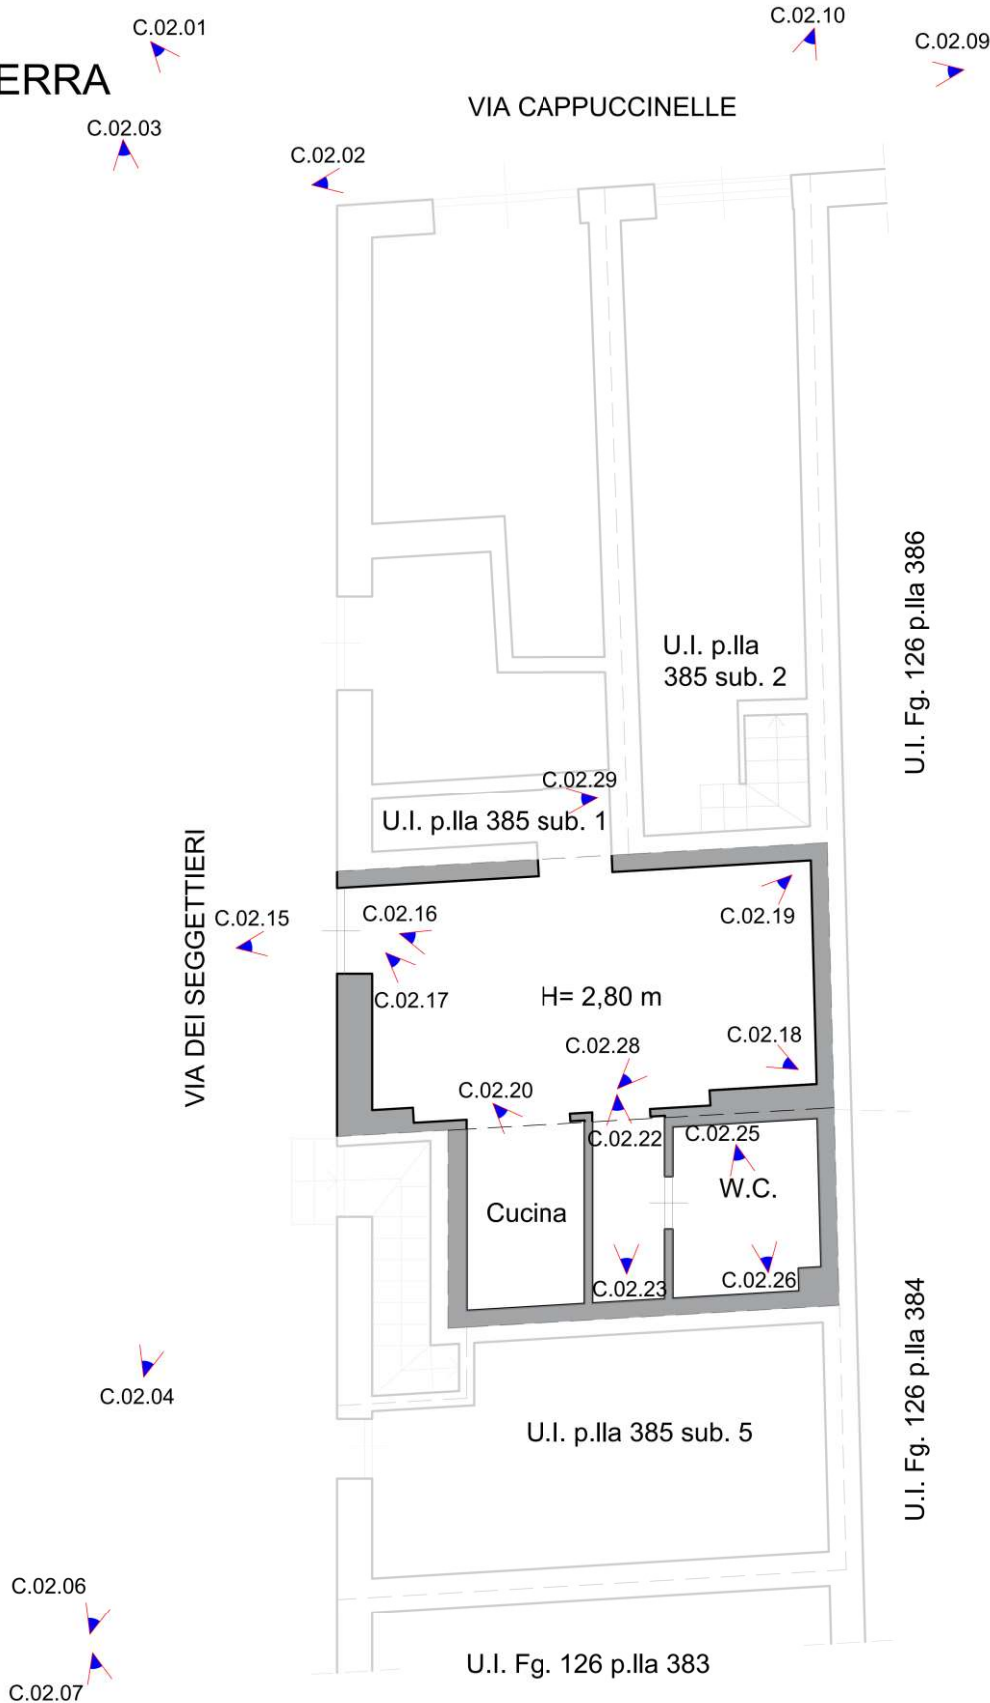 C.02.01
C.02.10
C.02.09
ERRA
VIA CAPPUCCINELLE
C.02.03
C.02.02
U.I. Fg. 126 p.lla 386
U.I. p.lla
385 sub. 2
C.02.29
U.I. p.lla 385 sub. 1
VIA DEI SEGGETTIERI
C.02.15
C.02.16
C.02.19
C.02.17
H= 2,80 m
C.02.18
C.02.28
C.02.20
C.02.22
C.02.25
W.C.
Cucina
C.02.23
C.02.26
U.I. Fg. 126 p.lla 384
C.02.04
U.I. p.lla 385 sub. 5
C.02.06
U.I. Fg. 126 p.lla 383
C.02.07